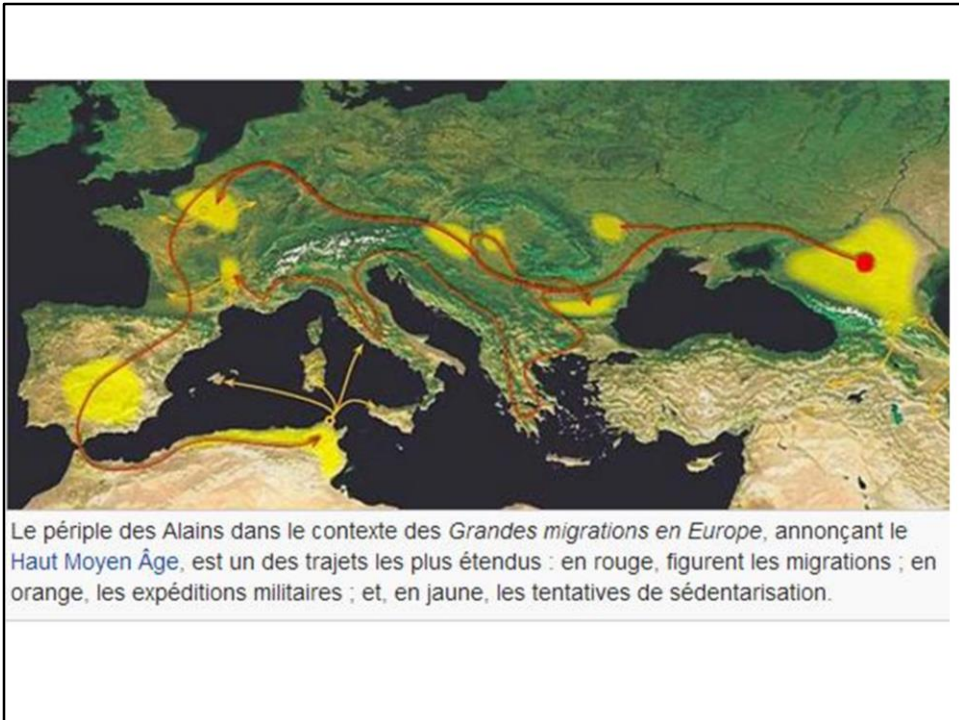 Le périple des Alains dans le contexte des Grandes migrations en Europe, annonçant le
Haut Moyen Âge, est un des trajets les plus étendus : en rouge, figurent les migrations ; en
orange, les expéditions militaires ; et, en jaune, les tentatives de sédentarisation.